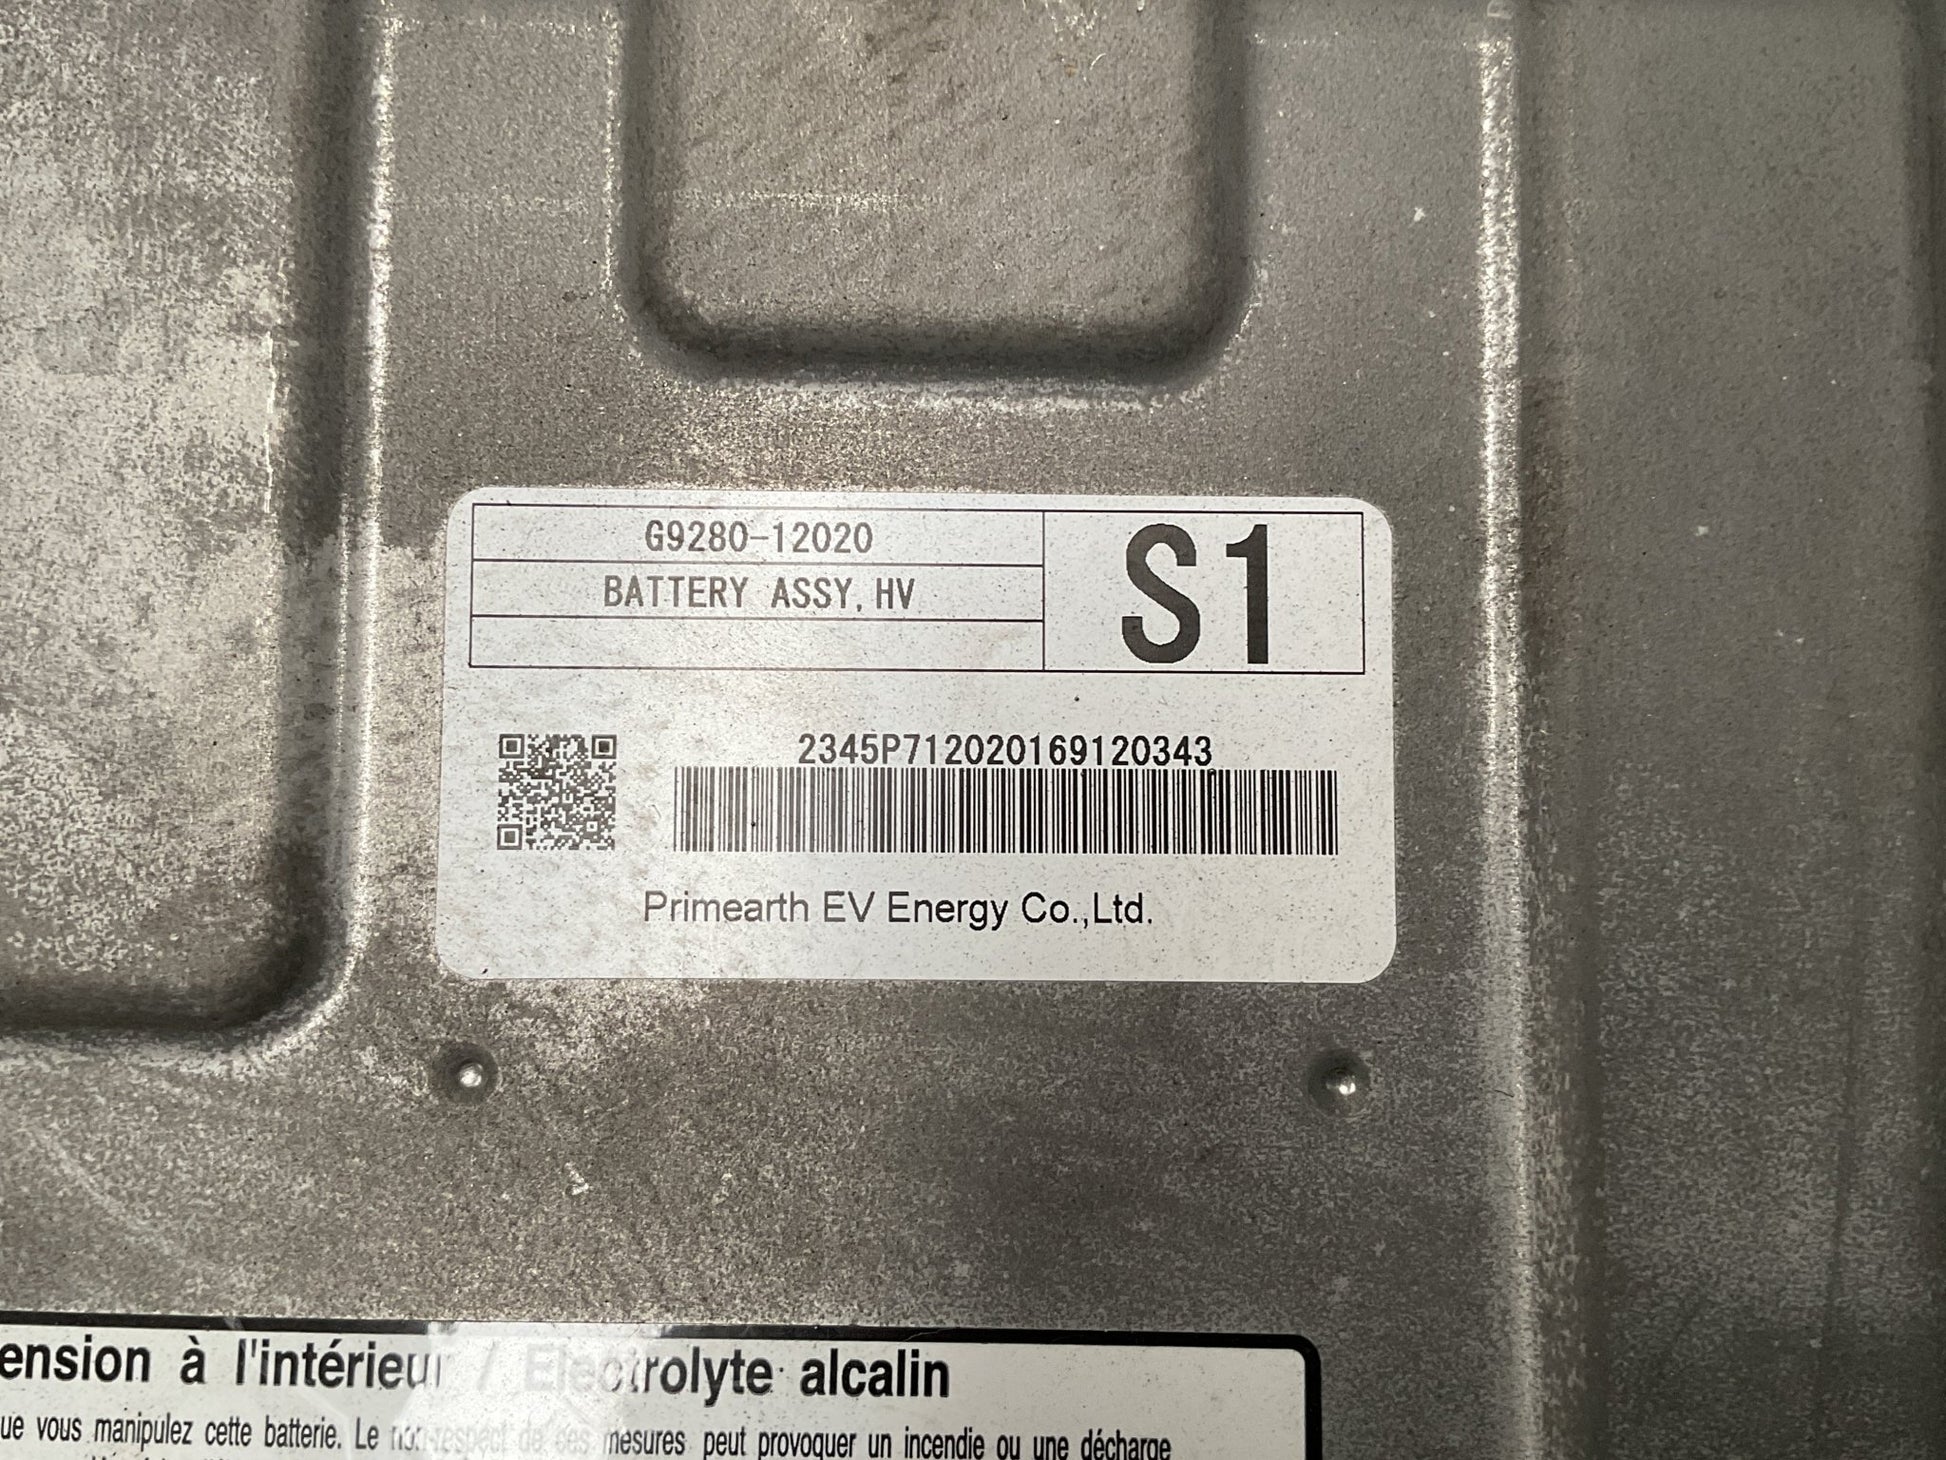 G9280-12020
BATTERY ASSY, HV
S1
2345P712020169120343
Primearth EV Energy Co.,Ltd.
ension à l'intérieur / Electrolyte alcalin
ue vous manipulez cette batterie. Le non-respect de ces mesures peut provoquer un incendie ou une décharge